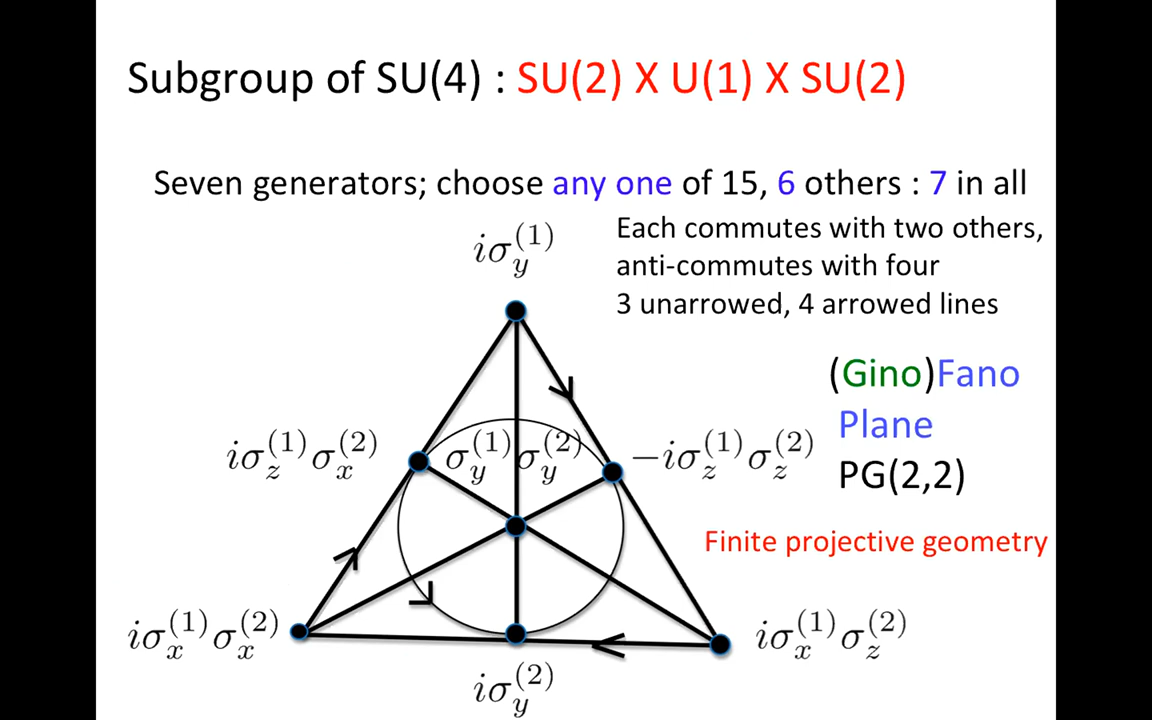 Subgroup of SU(4) : SU(2) X U(1) X SU(2)
Seven generators; choose any one of 15, 6 others : 7 in all
Each commutes with two others,
anti-commutes with four
3 unarrowed, 4 arrowed lines
iσ_y^{(1)}
(Gino)Fano
Plane
PG(2,2)
iσ_z^{(1)}σ_x^{(2)}
σ_y^{(1)}σ_y^{(2)}
−iσ_z^{(1)}σ_z^{(2)}
Finite projective geometry
iσ_x^{(1)}σ_x^{(2)}
iσ_x^{(1)}σ_z^{(2)}
iσ_y^{(2)}